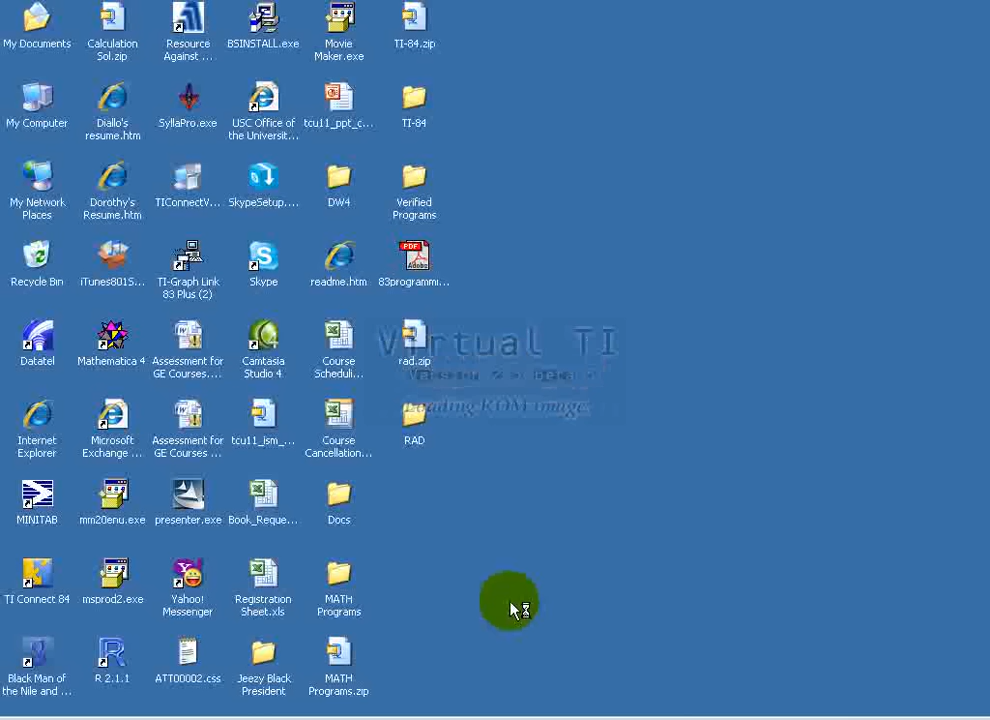 My Documents
Calculation
Sol.zip
Resource
Against ...
BSINSTALL.exe
Movie
Maker.exe
TI-84.zip
My Computer
Diallo's
resume.htm
SyllaPro.exe
USC Office of
the Universit...
tcu11_ppt_c...
TI-84
My Network
Places
Dorothy's
Resume.htm
TIConnectV...
SkypeSetup....
DW4
Verified
Programs
Recycle Bin
iTunes801S...
TI-Graph Link
83 Plus (2)
Skype
readme.htm
83programmi...
Datatel
Mathematica 4
Assessment for
GE Courses....
Camtasia
Studio 4
Course
Scheduli...
rad.zip
Virtual TI
Loading ROM image
Internet
Explorer
Microsoft
Exchange ...
Assessment for
GE Courses ...
tcu11_ism_...
Course
Cancellation...
RAD
MINITAB
mm20enu.exe
presenter.exe
Book_Reque...
Docs
TI Connect 84
msprod2.exe
Yahoo!
Messenger
Registration
Sheet.xls
MATH
Programs
Black Man of
the Nile and ...
R 2.1.1
ATT00002.css
Jeezy Black
President
MATH
Programs.zip